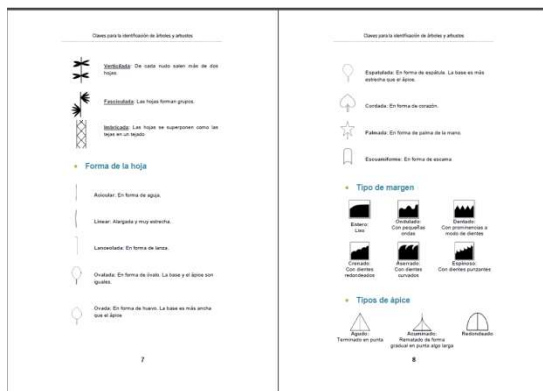 Claves para la identificación de árboles y arbustos
Verticilada: De cada nudo salen más de dos
hojas.
Fasciculada: Las hojas forman grupos.
Imbricada: Las hojas se superponen como las
tejas en un tejado.
Forma de la hoja
Acicular: En forma de aguja.
Linear: Alargada y muy estrecha.
Lanceolada: En forma de lanza.
Ovalada: En forma de óvalo. La base y el ápice son
iguales.
Ovada: En forma de huevo. La base es más ancha
que el ápice.
7
Claves para la identificación de árboles y arbustos
Espatulada: En forma de espátula. La base es más
estrecha que el ápice.
Cordada: En forma de corazón.
Palmada: En forma de palma de la mano.
Escuamiforme: En forma de escama
Tipo de margen
Entero: Ondulado: Dentado:
Liso Con pequeñas Con prominencias a
ondas modo de dientes
Crenado: Aserrado: Espinoso:
Con dientes Con dientes Con dientes punzantes
redondeados curvados
Tipos de ápice
Agudo: Acuminado: Redondeado
Terminado en punta Rematado de forma
gradual en punta algo larga
8